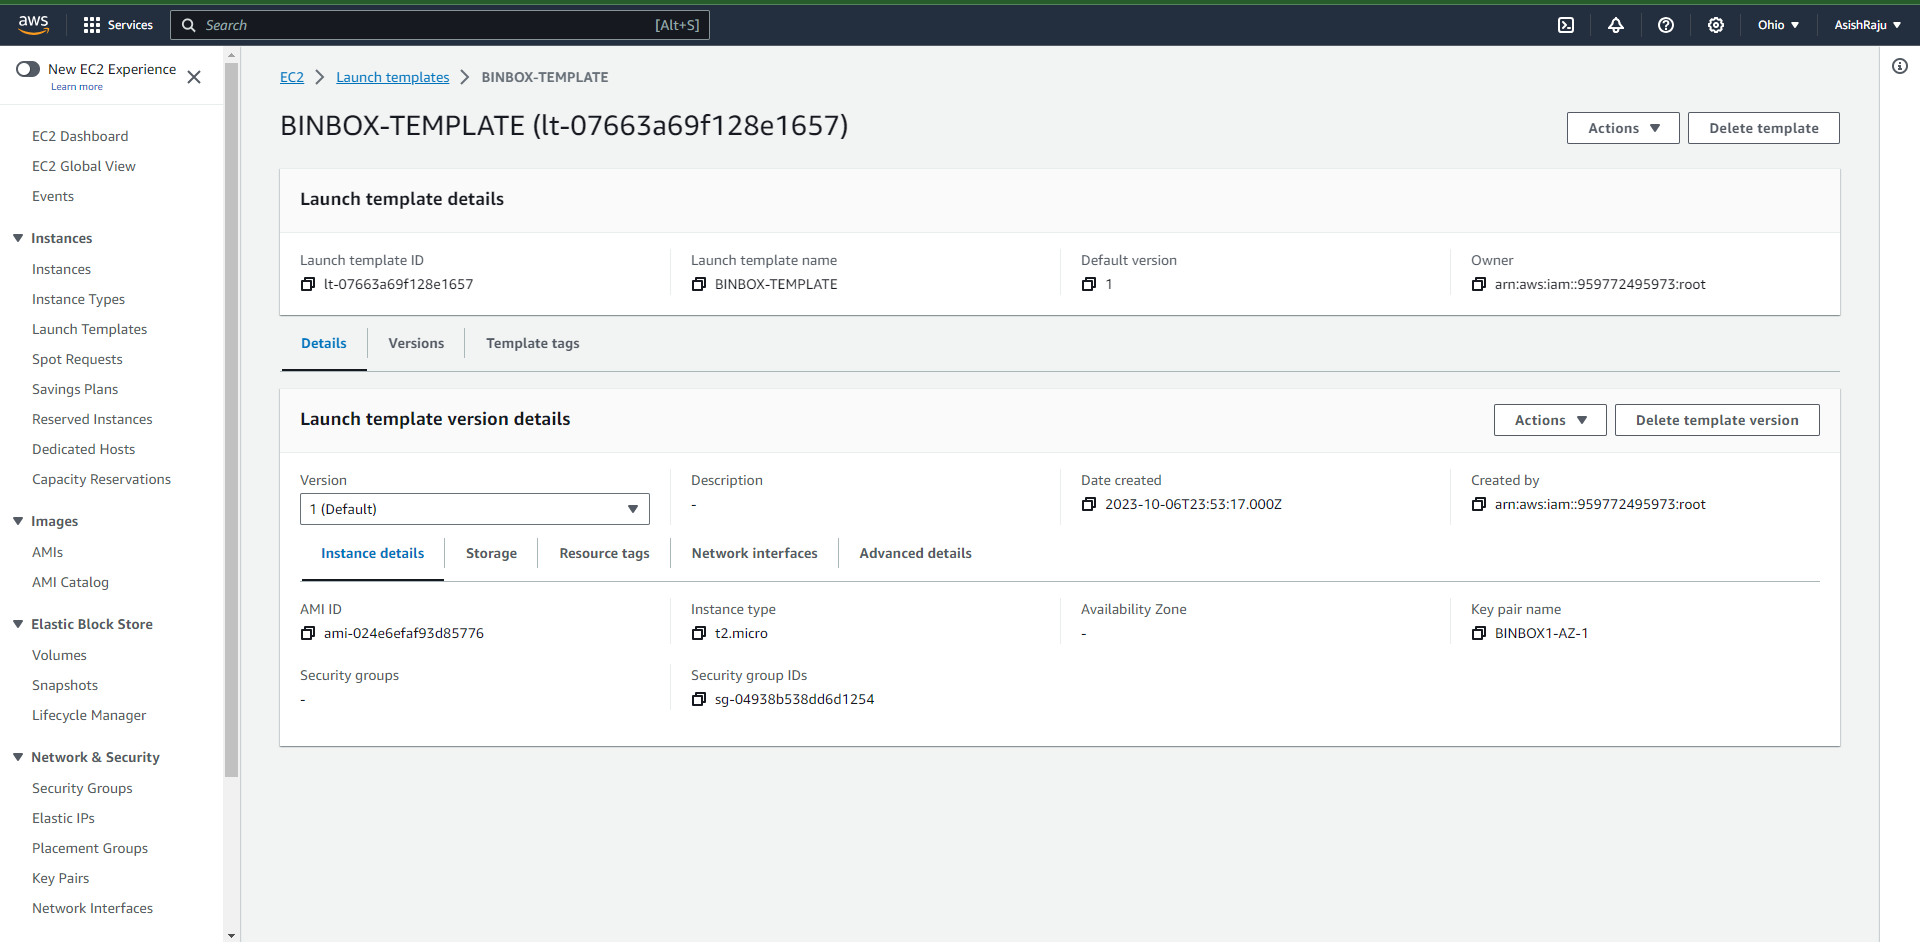 aws
Services
Search
[Alt+S]
Ohio
AsishRaju
New EC2 Experience
Learn more
EC2 Dashboard
EC2 Global View
Events
Instances
Instances
Instance Types
Launch Templates
Spot Requests
Savings Plans
Reserved Instances
Dedicated Hosts
Capacity Reservations
Images
AMIs
AMI Catalog
Elastic Block Store
Volumes
Snapshots
Lifecycle Manager
Network & Security
Security Groups
Elastic IPs
Placement Groups
Key Pairs
Network Interfaces
EC2 > Launch templates > BINBOX-TEMPLATE
BINBOX-TEMPLATE (lt-07663a69f128e1657)
Actions
Delete template
Launch template details
Launch template ID
lt-07663a69f128e1657
Launch template name
BINBOX-TEMPLATE
Default version
1
Owner
arn:aws:iam::959772495973:root
Details
Versions
Template tags
Launch template version details
Actions
Delete template version
Version
1 (Default)
Description
-
Date created
2023-10-06T23:53:17.000Z
Created by
arn:aws:iam::959772495973:root
Instance details
Storage
Resource tags
Network interfaces
Advanced details
AMI ID
ami-024e6efaf93d85776
Instance type
t2.micro
Availability Zone
-
Key pair name
BINBOX1-AZ-1
Security groups
-
Security group IDs
sg-04938b538dd6d1254